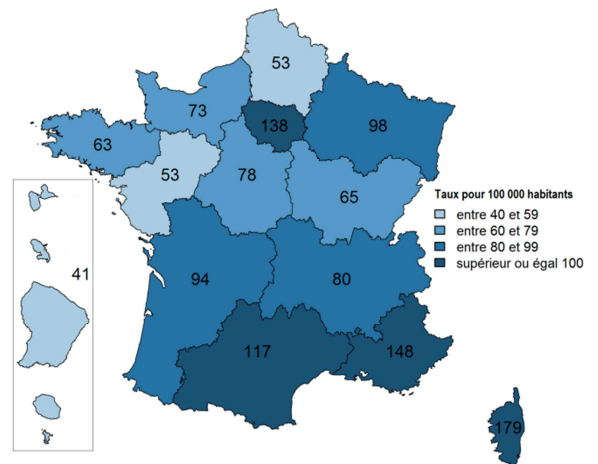 53
73
138
98
63
53
78
65
Taux pour 100 000 habitants
entre 40 et 59
entre 60 et 79
entre 80 et 99
supérieur ou égal 100
41
94
80
117
148
179